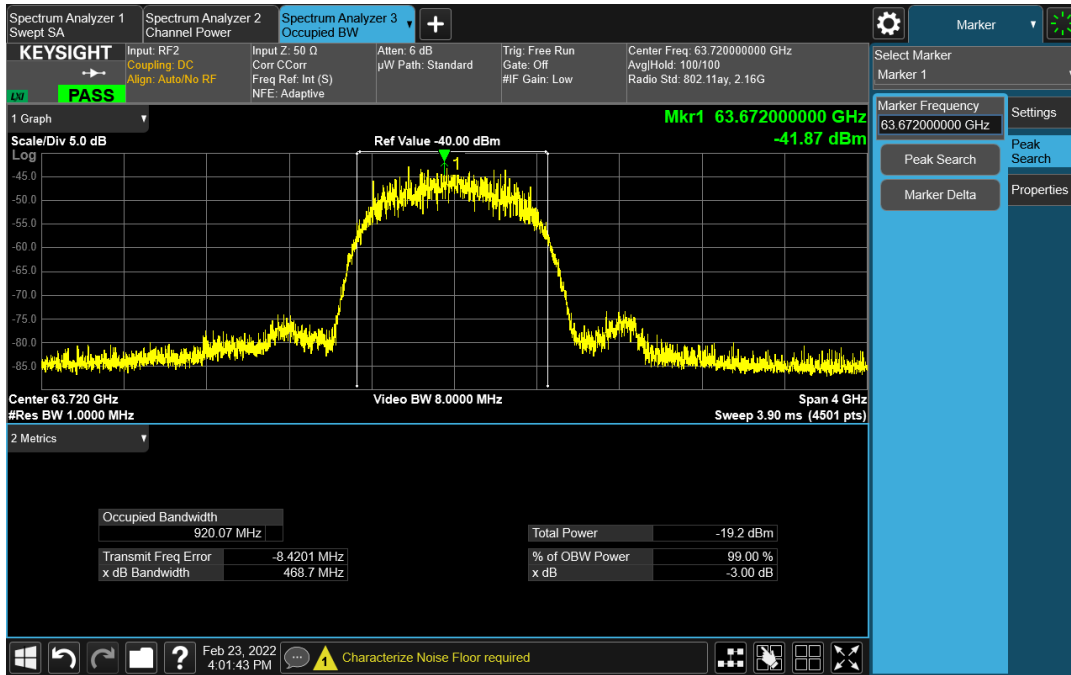 Spectrum Analyzer 1
Swept SA
Spectrum Analyzer 2
Channel Power
Spectrum Analyzer 3
Occupied BW
Marker
KEYSIGHT
LXI
PASS
Input: RF2
Coupling: DC
Align: Auto/No RF
Input Z: 50 Ω
Corr CCorr
Freq Ref: Int (S)
NFE: Adaptive
Atten: 6 dB
µW Path: Standard
Trig: Free Run
Gate: Off
#IF Gain: Low
Center Freq: 63.720000000 GHz
Avg|Hold: 100/100
Radio Std: 802.11ay, 2.16G
Select Marker
Marker 1
Marker Frequency
63.672000000 GHz
Peak Search
Marker Delta
Settings
Peak
Search
Properties
1 Graph
Mkr1 63.672000000 GHz
Scale/Div 5.0 dB
Ref Value -40.00 dBm
-41.87 dBm
Log
1
-45.0
-50.0
-55.0
-60.0
-65.0
-70.0
-75.0
-80.0
-85.0
Center 63.720 GHz
Video BW 8.0000 MHz
Span 4 GHz
#Res BW 1.0000 MHz
Sweep 3.90 ms (4501 pts)
2 Metrics
Occupied Bandwidth
920.07 MHz
Total Power -19.2 dBm
Transmit Freq Error -8.4201 MHz
% of OBW Power 99.00 %
x dB Bandwidth 468.7 MHz
x dB -3.00 dB
?
Feb 23, 2022
4:01:43 PM
1
Characterize Noise Floor required